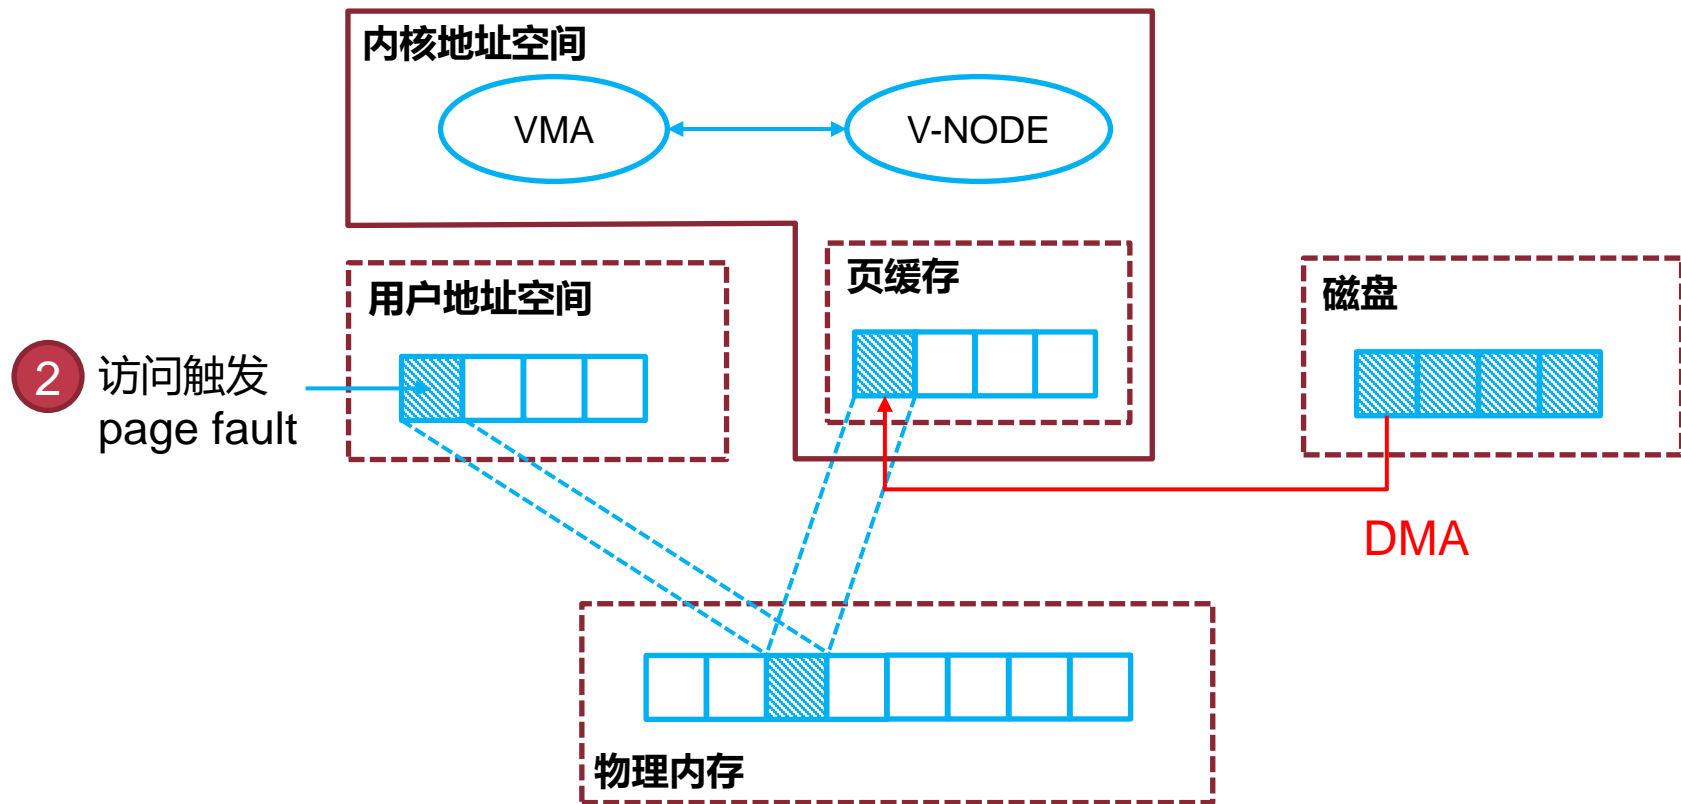 内核地址空间
VMA
V-NODE
用户地址空间
页缓存
磁盘
2
访问触发
page fault
DMA
物理内存